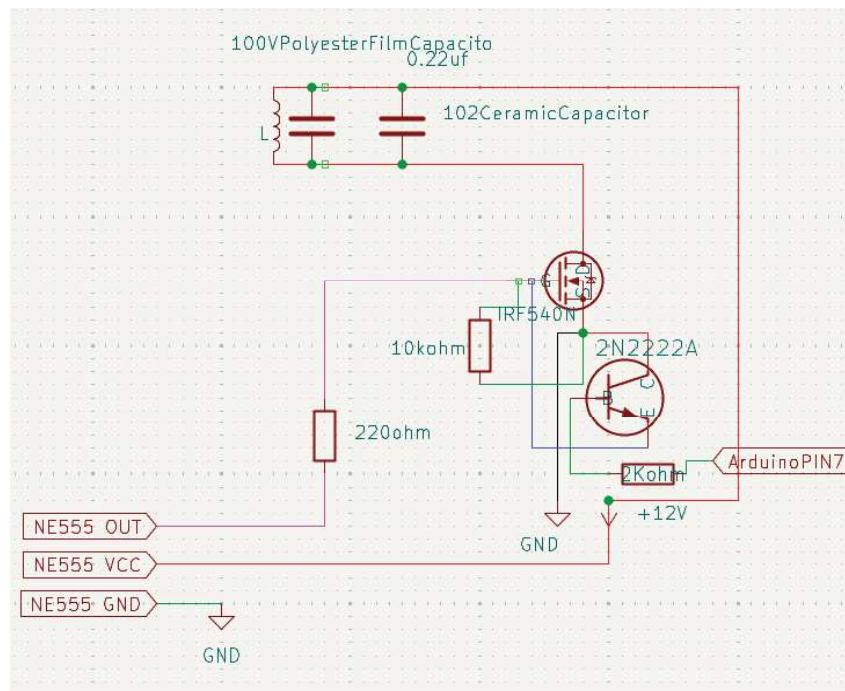 100VPolyesterFilmCapacito
0.22uf
L
102CeramicCapacitor
G
D
S
IRF540N
10kohm
2N2222A
C
B
E
220ohm
2Kohm
ArduinoPIN7
+12V
NE555 OUT
GND
NE555 VCC
NE555 GND
GND